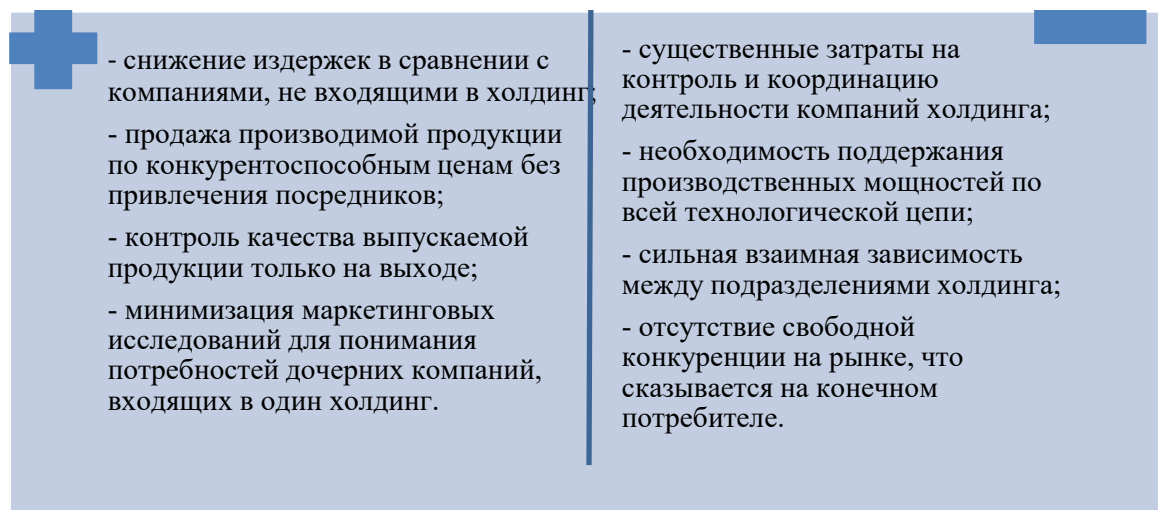 - снижение издержек в сравнении с
компаниями, не входящими в холдинг;
- продажа производимой продукции
по конкурентоспособным ценам без
привлечения посредников;
- контроль качества выпускаемой
продукции только на выходе;
- минимизация маркетинговых
исследований для понимания
потребностей дочерних компаний,
входящих в один холдинг.
- существенные затраты на
контроль и координацию
деятельности компаний холдинга;
- необходимость поддержания
производственных мощностей по
всей технологической цепи;
- сильная взаимная зависимость
между подразделениями холдинга;
- отсутствие свободной
конкуренции на рынке, что
сказывается на конечном
потребителе.